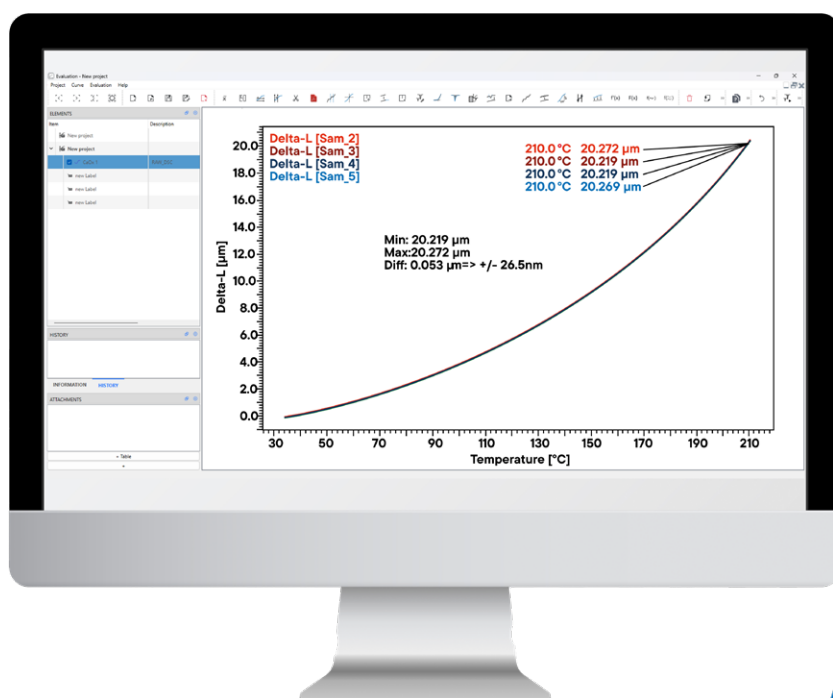 Evaluation - New project
Project Curve Evaluation Help
ELEMENTS
Item Description
New project
New project
new Label
new Label
new Label
HISTORY
INFORMATION HISTORY
ATTACHMENTS
Table
Delta-L [Sam_2]
Delta-L [Sam_3]
Delta-L [Sam_4]
Delta-L [Sam_5]
210.0 °C 20.272 µm
210.0 °C 20.219 µm
210.0 °C 20.219 µm
210.0 °C 20.269 µm
Min: 20.219 µm
Max:20.272 µm
Diff: 0.053 µm=> +/- 26.5nm
Delta-L [µm]
20.0
18.0
16.0
14.0
12.0
10.0
8.0
6.0
4.0
2.0
0.0
30 50 70 90 110 130 150 170 190 210
Temperature [°C]